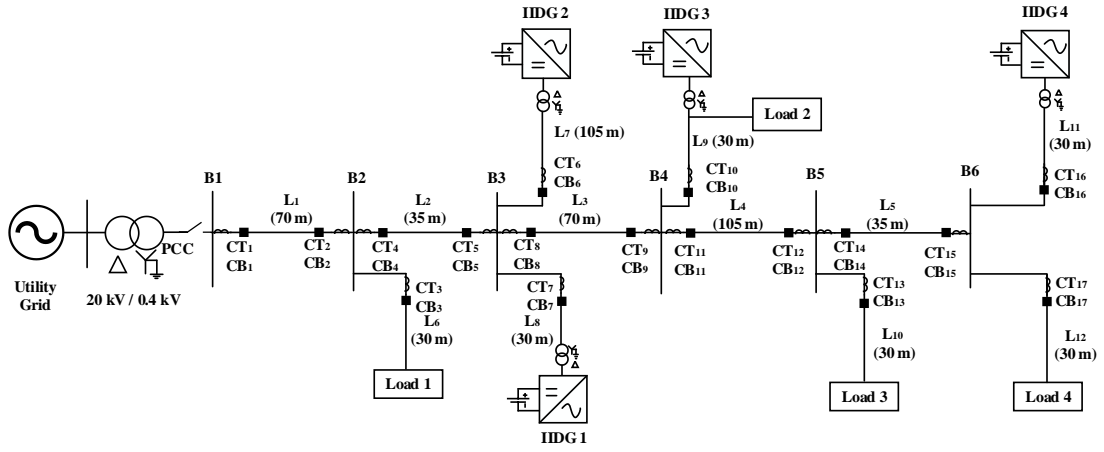 IIDG 2
IIDG 3
IIDG 4
Load 2
L7 (105 m)
L9 (30 m)
L11
(30 m)
CT6
CB6
CT10
CB10
CT16
CB16
B1
B2
B3
B4
B5
B6
L1
(70 m)
L2
(35 m)
L3
(70 m)
L4
(105 m)
L5
(35 m)
PCC
CT1
CB1
CT2
CB2
CT4
CB4
CT5
CB5
CT8
CB8
CT9
CB9
CT11
CB11
CT12
CB12
CT14
CB14
CT15
CB15
Utility
Grid
20 kV / 0.4 kV
CT3
CB3
CT7
CB7
CT13
CB13
CT17
CB17
L6
(30 m)
L8
(30 m)
L10
(30 m)
L12
(30 m)
Load 1
Load 3
Load 4
IIDG 1